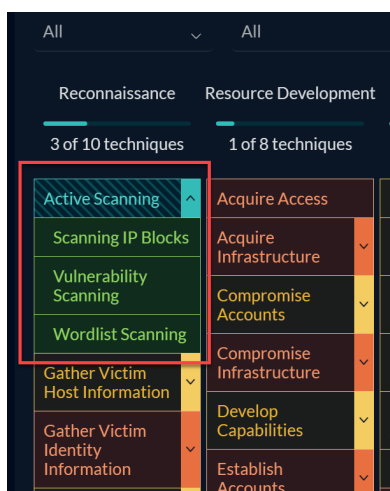 All
All
Reconnaissance
Resource Development
3 of 10 techniques
1 of 8 techniques
Active Scanning
Scanning IP Blocks
Vulnerability
Scanning
Wordlist Scanning
Gather Victim
Host Information
Gather Victim
Identity
Information
Acquire Access
Acquire
Infrastructure
Compromise
Accounts
Compromise
Infrastructure
Develop
Capabilities
Establish
Accounts